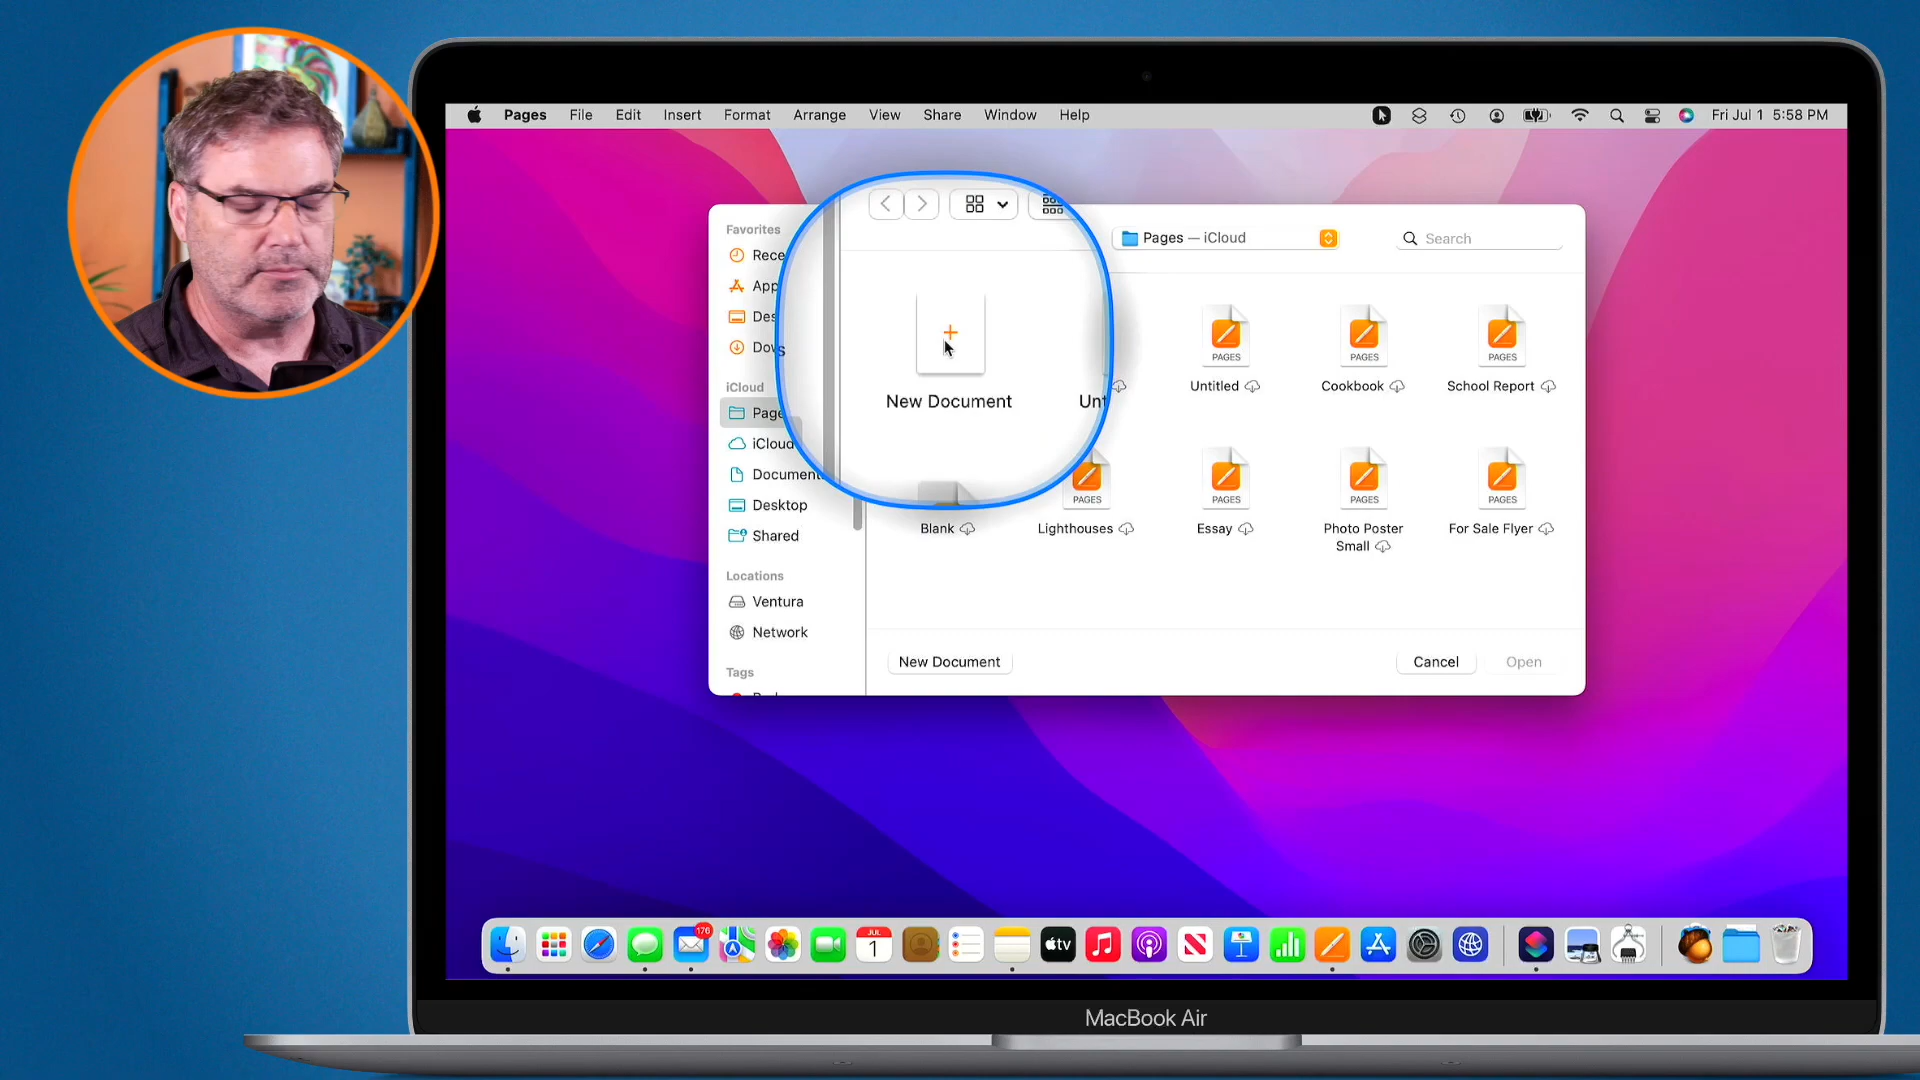 Pages File Edit Insert Format Arrange View Share Window Help Fri Jul 1 5:58 PM
Favorites
Rece
App
Des
Dow
s
iCloud
Page
iCloud
Document
Desktop
Shared
Locations
Ventura
Network
Tags
Pages — iCloud
Search
New Document
Unt
PAGES
Untitled
PAGES
Cookbook
PAGES
School Report
Blank
PAGES
Lighthouses
PAGES
Essay
PAGES
Photo Poster
Small
PAGES
For Sale Flyer
New Document Cancel Open
176
JUL
1
tv
MacBook Air